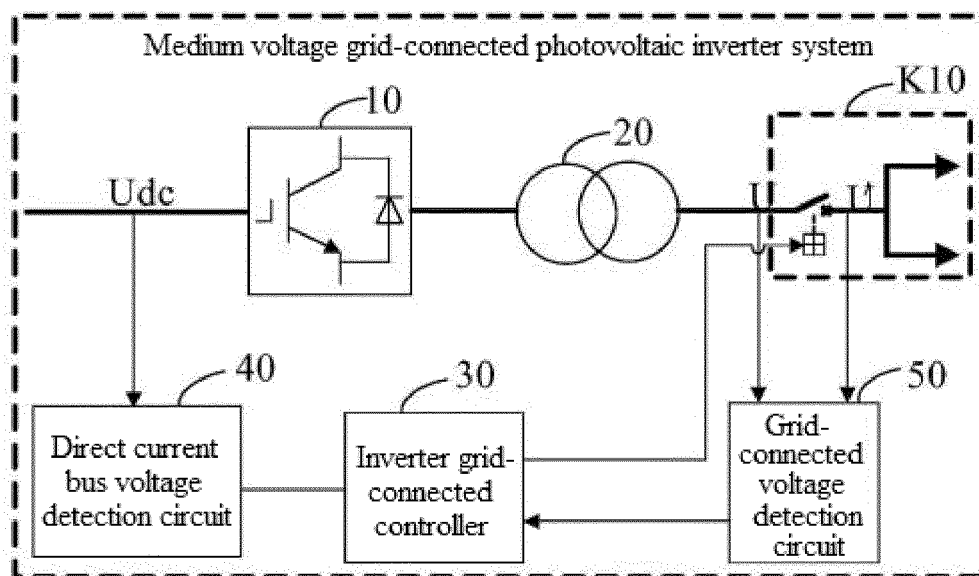 Medium voltage grid-connected photovoltaic inverter system
K10
10
20
Udc
U
U'
40
30
50
Direct current
bus voltage
detection circuit
Inverter grid-
connected
controller
Grid-
connected
voltage
detection
circuit